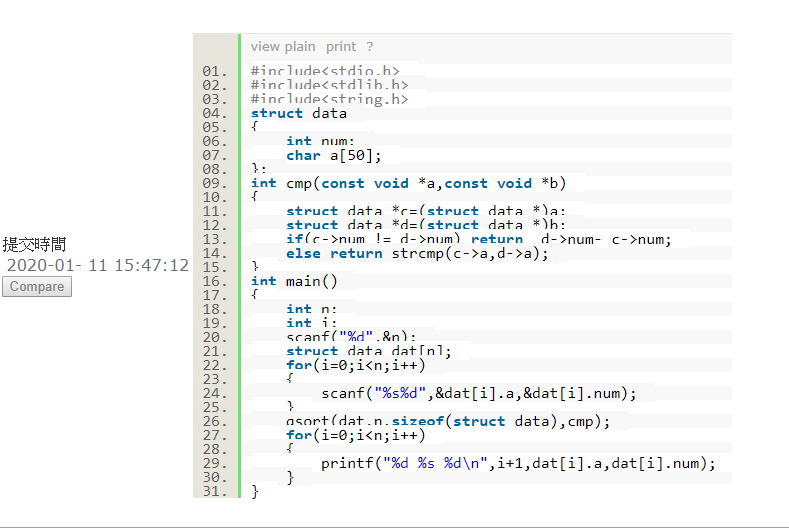 view plain print ?
01. #include<stdio.h>
02. #include<stdlib.h>
03. #include<string.h>
04. struct data
05. {
06. int num;
07. char a[50];
08. };
09. int cmp(const void *a,const void *b)
10. {
11. struct data *c=(struct data *)a;
12. struct data *d=(struct data *)b;
13. if(c->num != d->num) return  d->num- c->num;
14. else return strcmp(c->a,d->a);
15. }
16. int main()
17. {
18. int n;
19. int i;
20. scanf("%d",&n);
21. struct data dat[n];
22. for(i=0;i<n;i++)
23. {
24. scanf("%s%d",&dat[i].a,&dat[i].num);
25. }
26. qsort(dat,n,sizeof(struct data),cmp);
27. for(i=0;i<n;i++)
28. {
29. printf("%d %s %d\n",i+1,dat[i].a,dat[i].num);
30. }
31. }
提交時間
2020-01- 11 15:47:12
Compare